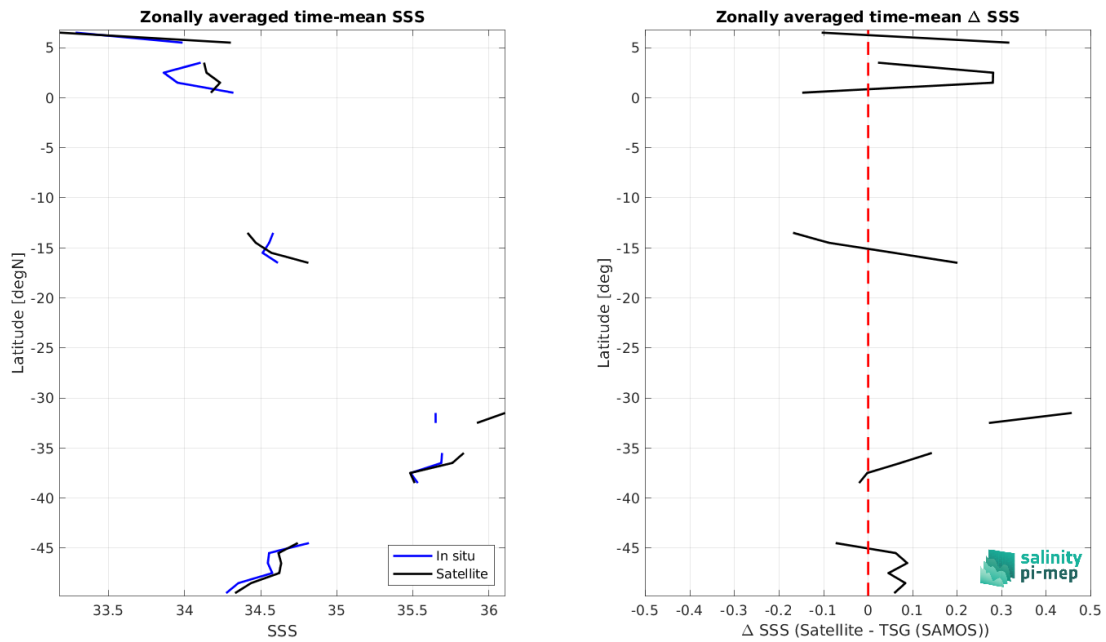 Zonally averaged time-mean SSS
5
0
-5
-10
-15
-20
-25
-30
-35
-40
-45
Latitude [degN]
33.5 34 34.5 35 35.5 36
SSS
In situ
Satellite
Zonally averaged time-mean Δ SSS
5
0
-5
-10
-15
-20
-25
-30
-35
-40
-45
Latitude [deg]
-0.5 -0.4 -0.3 -0.2 -0.1 0 0.1 0.2 0.3 0.4 0.5
Δ SSS (Satellite - TSG (SAMOS))
salinity
pi-mep